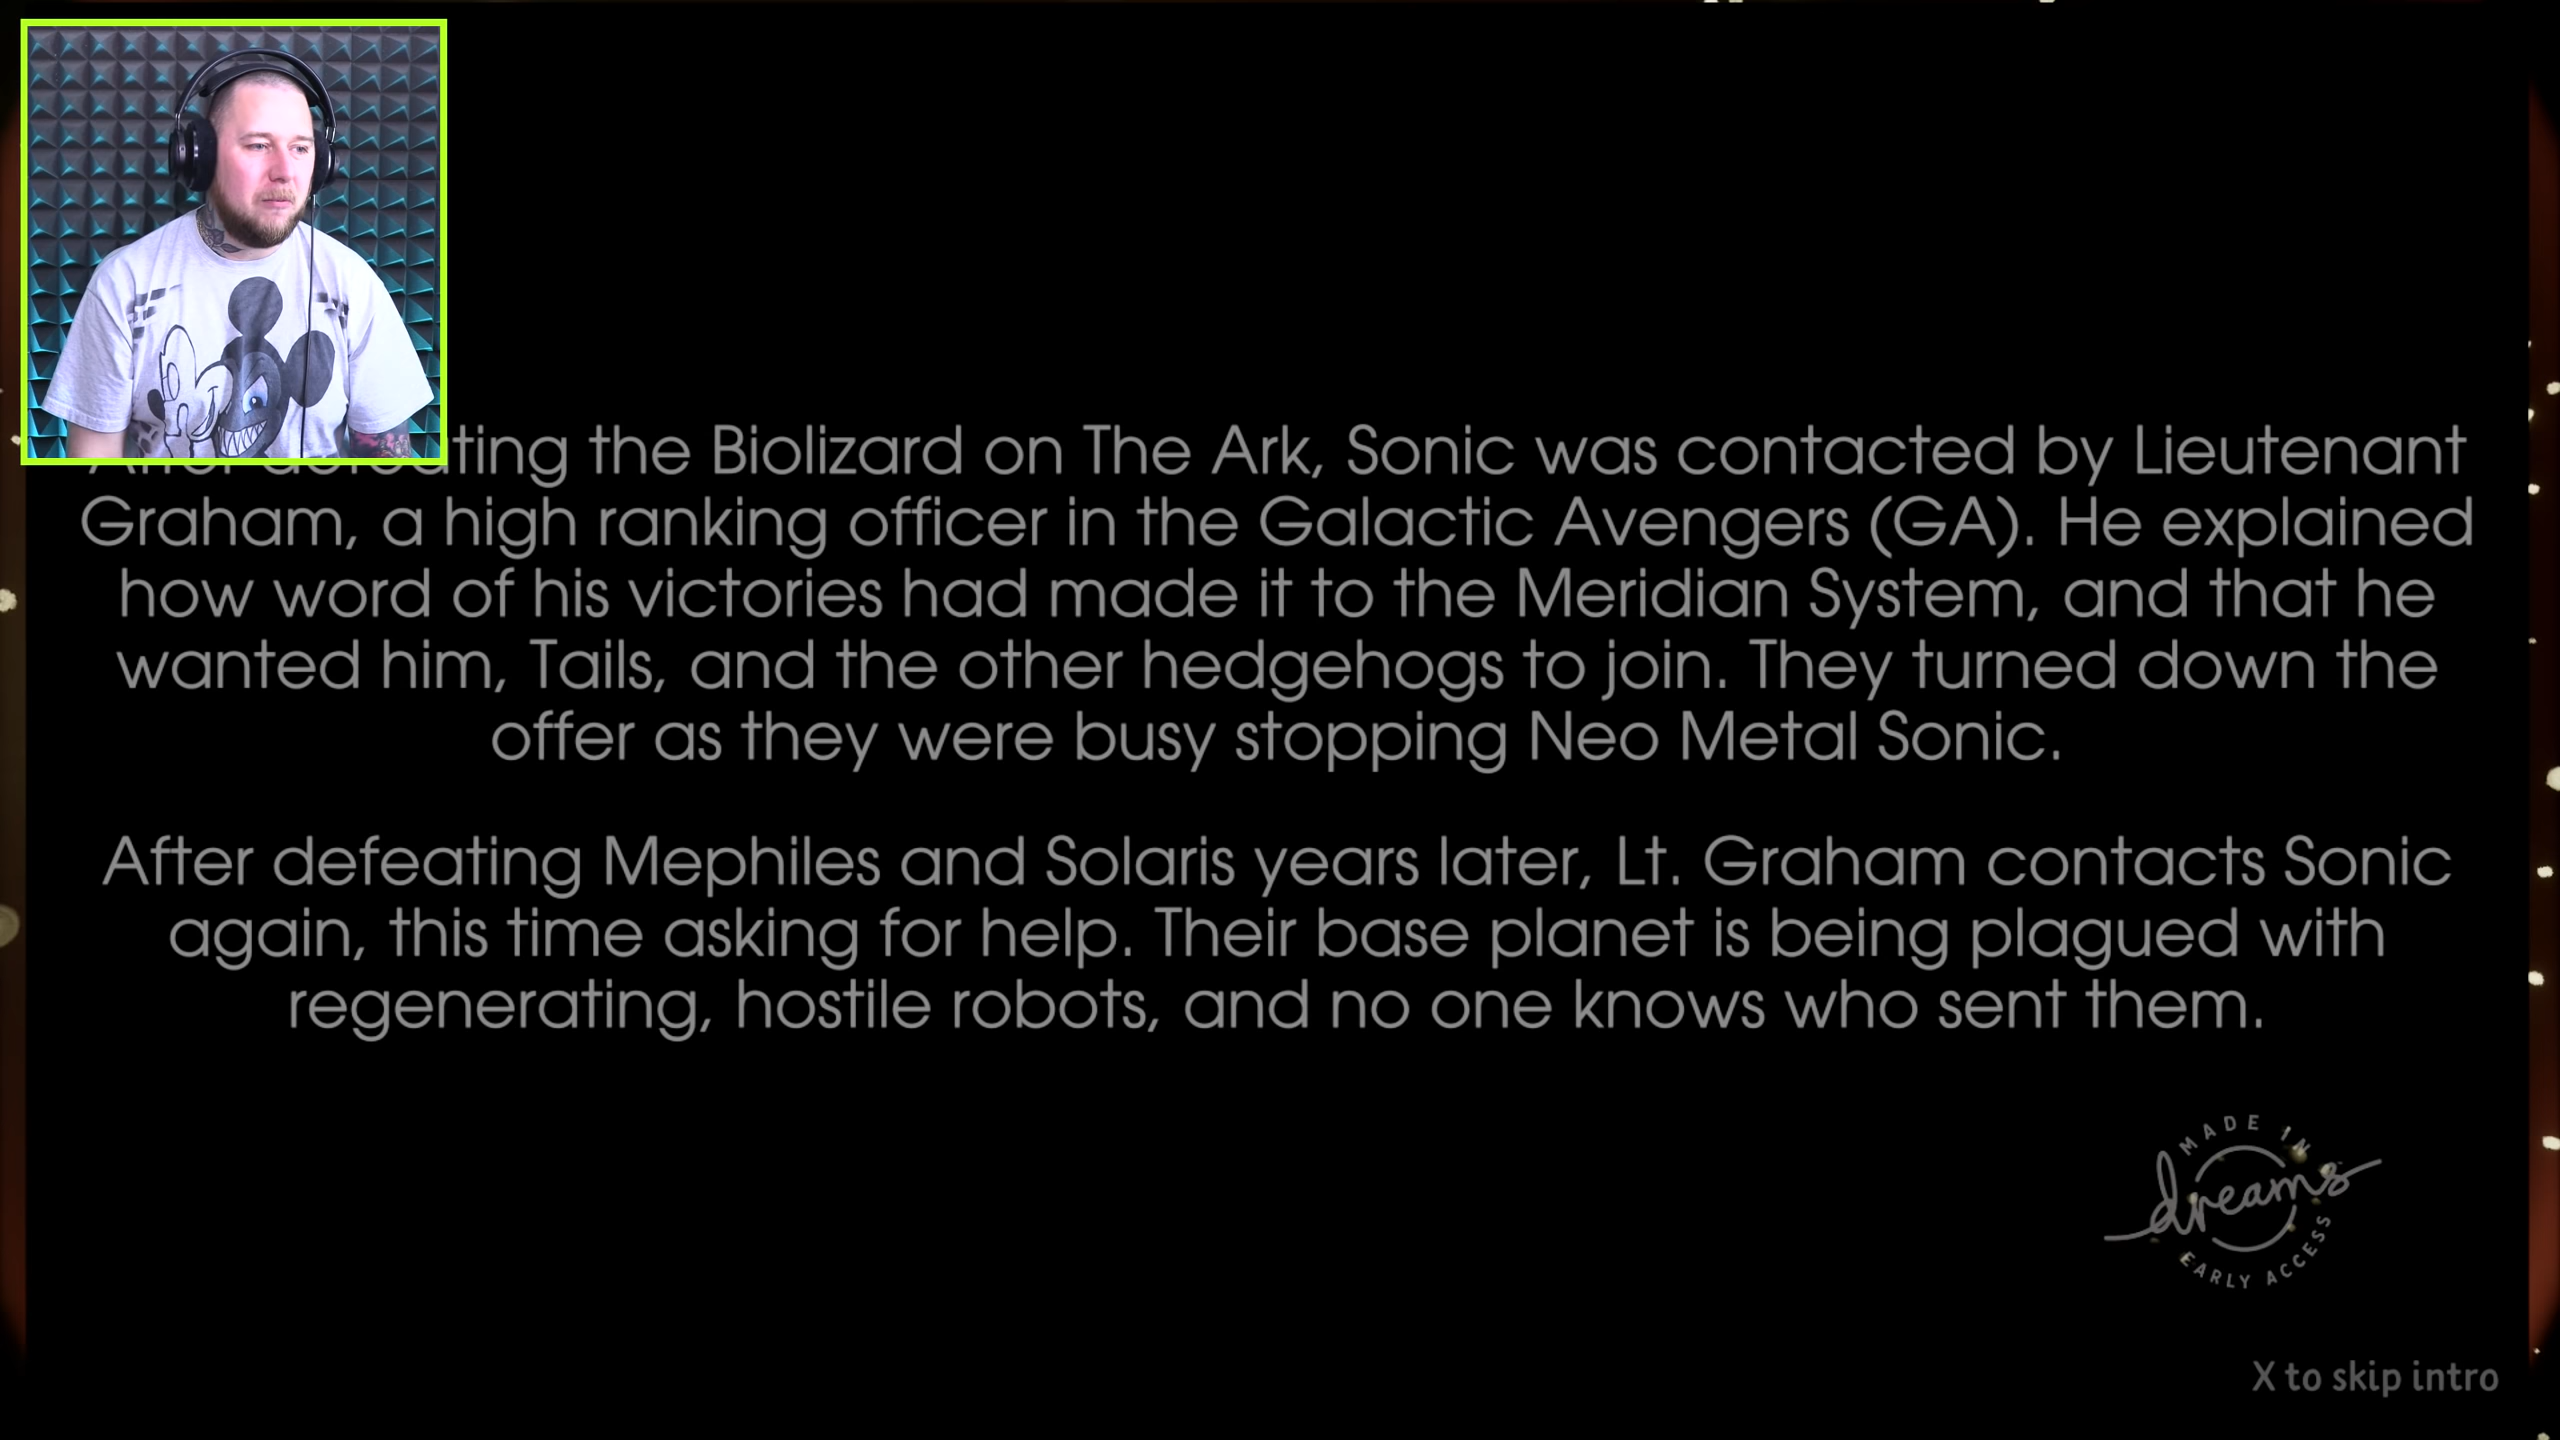 ting the Biolizard on The Ark, Sonic was contacted by Lieutenant
Graham, a high ranking officer in the Galactic Avengers (GA). He explained
how word of his victories had made it to the Meridian System, and that he
wanted him, Tails, and the other hedgehogs to join. They turned down the
offer as they were busy stopping Neo Metal Sonic.
After defeating Mephiles and Solaris years later, Lt. Graham contacts Sonic
again, this time asking for help. Their base planet is being plagued with
regenerating, hostile robots, and no one knows who sent them.
MADE IN
dreams
EARLY ACCESS
X to skip intro